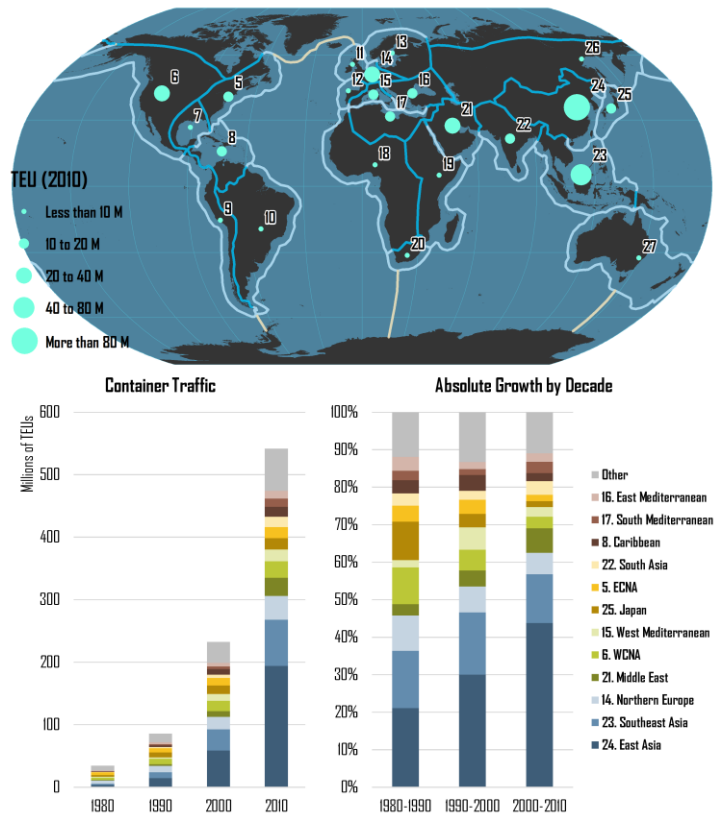 13
26
11
14
24
6
12
15
16
5
25
17
21
7
22
8
23
TEU (2010)
18
19
Less than 10 M
9
10
10 to 20 M
20
27
20 to 40 M
40 to 80 M
More than 80 M
Container Traffic
Absolute Growth by Decade
Millions of TEUs
600
500
400
300
200
100
0
1980
1990
2000
2010
100%
90%
80%
70%
60%
50%
40%
30%
20%
10%
0%
1980-1990
1990-2000
2000-2010
Other
16. East Mediterranean
17. South Mediterranean
8. Caribbean
22. South Asia
5. ECNA
25. Japan
15. West Mediterranean
6. WCNA
21. Middle East
14. Northern Europe
23. Southeast Asia
24. East Asia